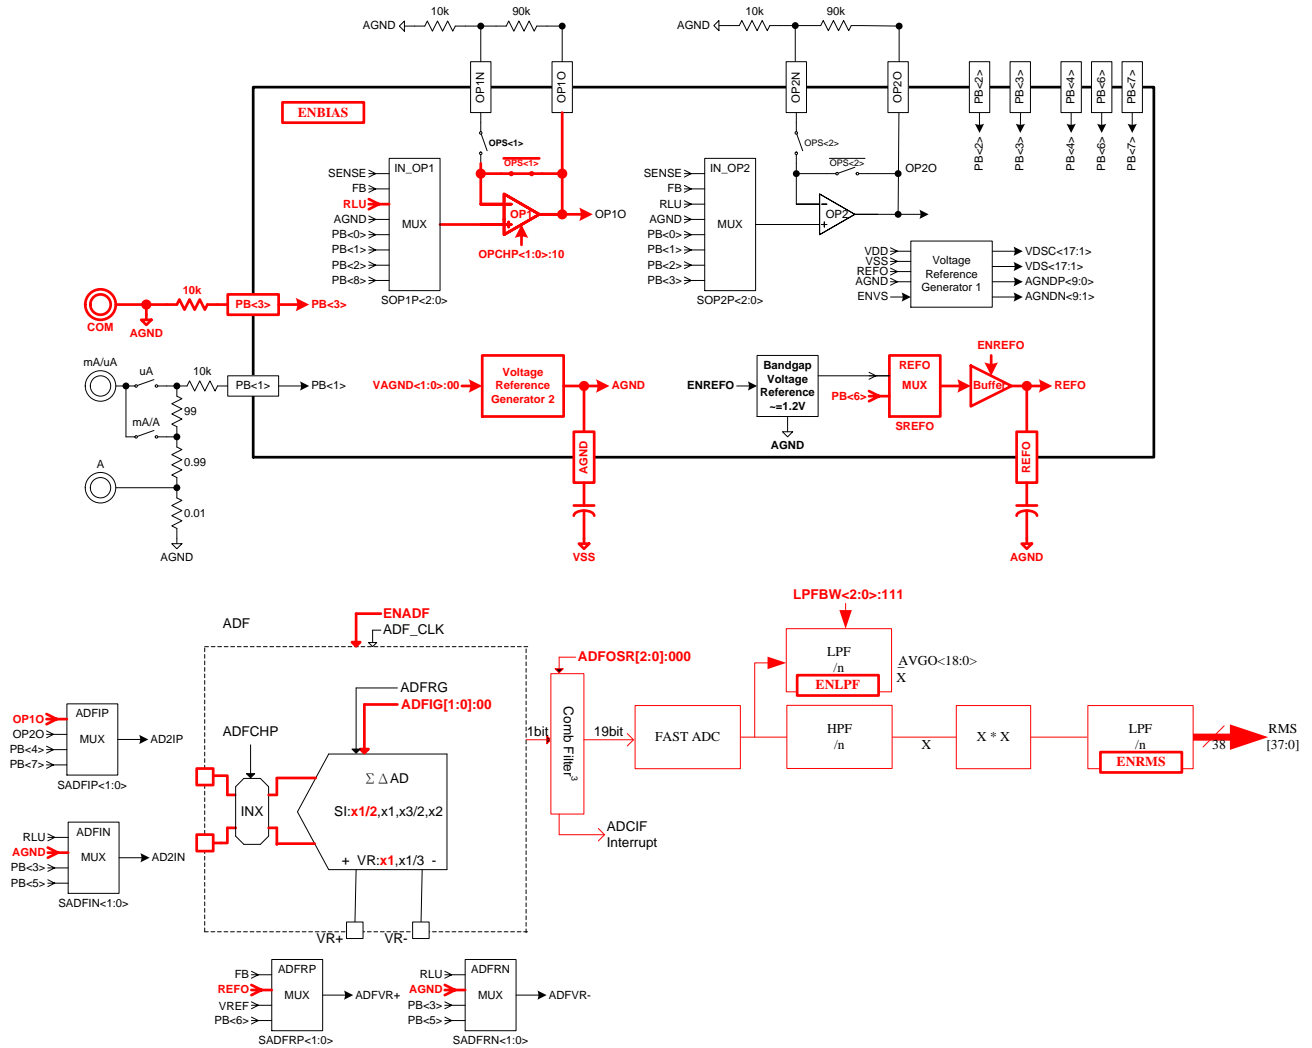 AGND
10k
90k
AGND
10k
90k
OP1N
OP1O
OP2N
OP2O
PB<2>
PB<3>
PB<4>
PB<6>
PB<7>
ENBIAS
OPS<1>
OPS<2>
PB<2>
PB<3>
PB<4>
PB<6>
PB<7>
IN_OP1
OPS<1>
IN_OP2
OPS<2>
OP2O
SENSE
FB
RLU
AGND
PB<0>
PB<1>
PB<2>
PB<8>
MUX
SOP1P<2:0>
OP1
OP1O
OPCHP<1:0>:10
SENSE
FB
RLU
AGND
PB<0>
PB<1>
PB<2>
PB<3>
MUX
SOP2P<2:0>
OP2
VDD
VSS
REFO
AGND
ENVS
Voltage
Reference
Generator 1
VDSC<17:1>
VDS<17:1>
AGNDP<9:0>
AGNDN<9:1>
COM
AGND
10k
PB<3>
PB<3>
mA/uA
uA
10k
PB<1>
PB<1>
99
mA/A
0.99
A
0.01
AGND
VAGND<1:0>:00
Voltage
Reference
Generator 2
AGND
AGND
VSS
ENREFO
Bandgap
Voltage
Reference
~=1.2V
AGND
PB<6>
REFO
MUX
SREFO
ENREFO
Buffer
REFO
REFO
AGND
ADF
ENADF
ADF_CLK
ADFRG
ADFIG[1:0]:00
ADFCHP
INX
ΣΔAD
SI:x1/2,x1,x3/2,x2
+ VR:x1,x1/3 -
VR+
VR-
OP1O
OP2O
PB<4>
PB<7>
ADFIP
MUX
SADFIP<1:0>
AD2IP
RLU
AGND
PB<3>
PB<5>
ADFIN
MUX
SADFIN<1:0>
AD2IN
FB
REFO
VREF
PB<6>
ADFRP
MUX
SADFRP<1:0>
ADFVR+
RLU
AGND
PB<3>
PB<5>
ADFRN
MUX
SADFRN<1:0>
ADFVR-
1bit
ADFOSR[2:0]:000
Comb Filter3
19bit
ADCIF
Interrupt
FAST ADC
LPFBW<2:0>:111
LPF
/n
ENLPF
AVGO<18:0>
X
HPF
/n
X
X * X
LPF
/n
ENRMS
38
RMS
[37:0]